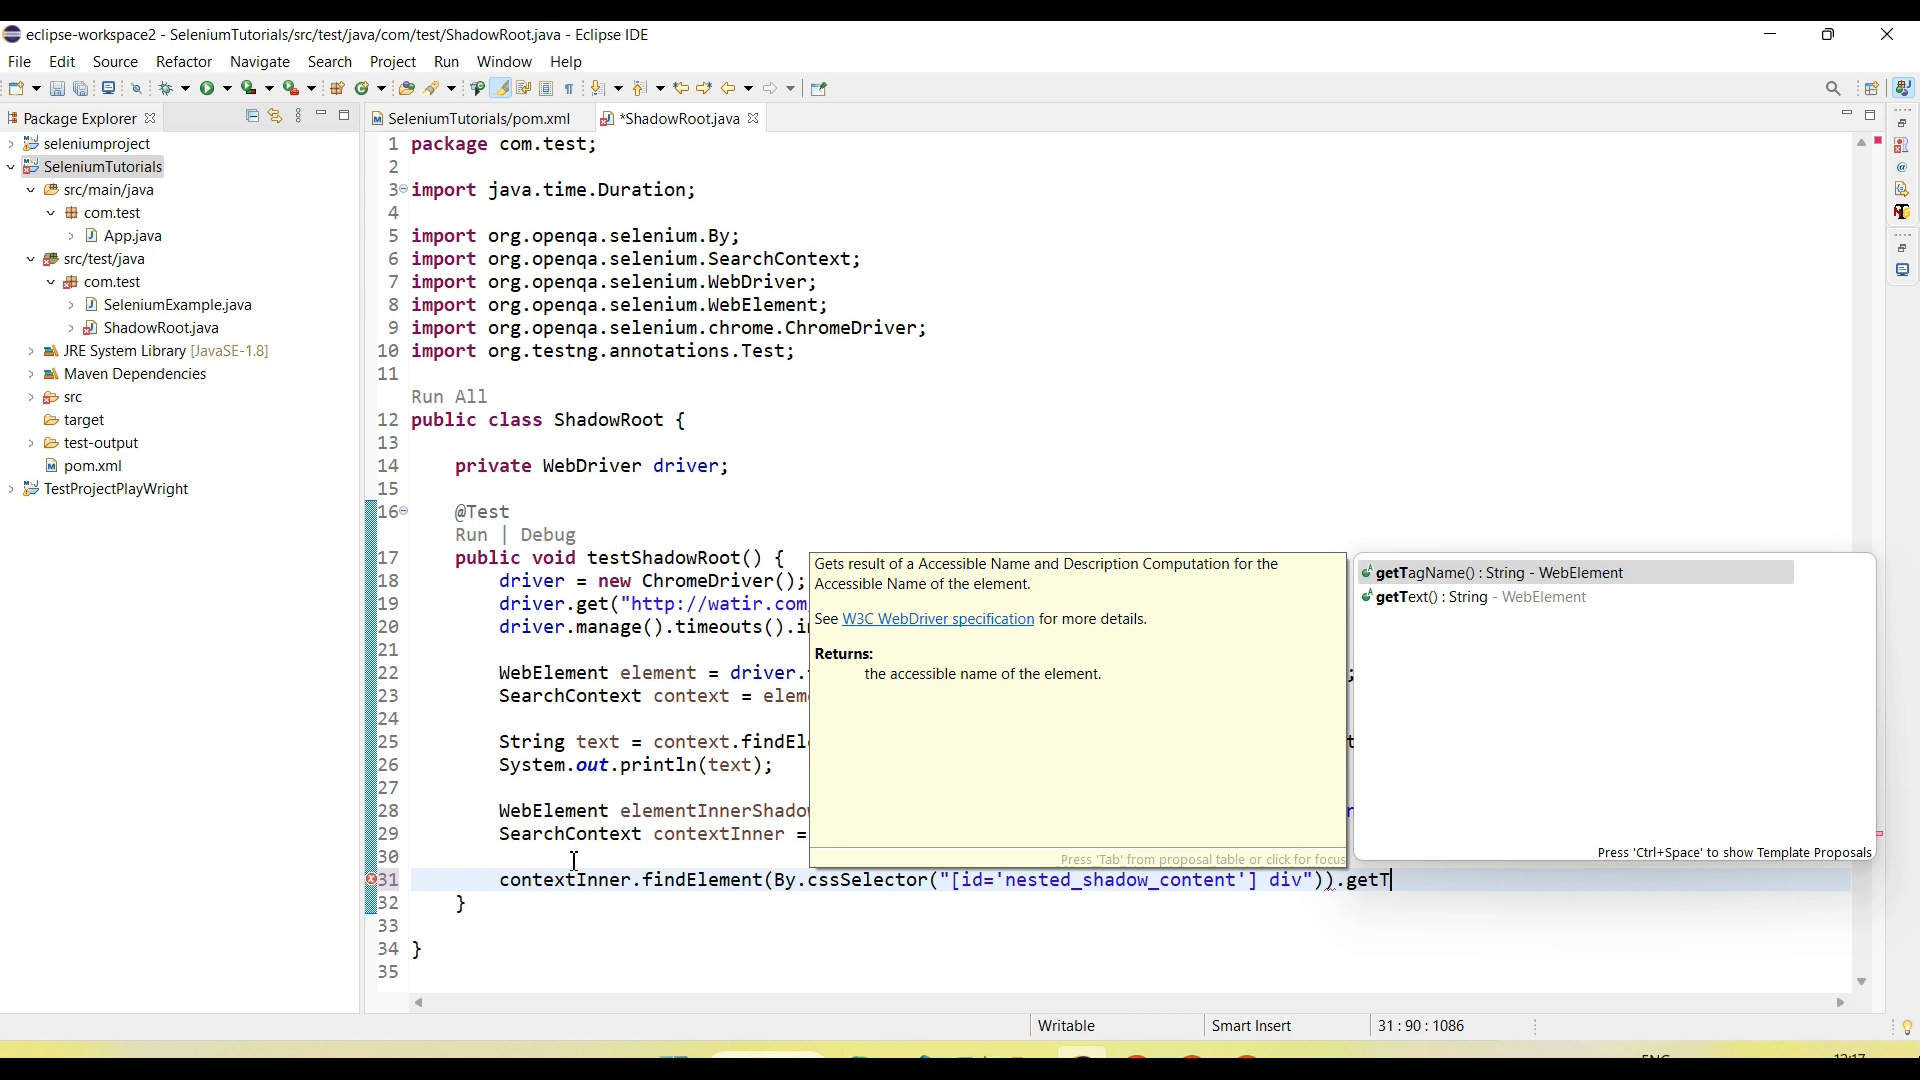 eclipse-workspace2 - SeleniumTutorials/src/test/java/com/test/ShadowRoot.java - Eclipse IDE
File Edit Source Refactor Navigate Search Project Run Window Help
Package Explorer
SeleniumTutorials/pom.xml
*ShadowRoot.java
seleniumproject
SeleniumTutorials
src/main/java
com.test
App.java
src/test/java
com.test
SeleniumExample.java
ShadowRoot.java
JRE System Library [JavaSE-1.8]
Maven Dependencies
src
target
test-output
pom.xml
TestProjectPlayWright
1 package com.test;
2
3 import java.time.Duration;
4
5 import org.openqa.selenium.By;
6 import org.openqa.selenium.SearchContext;
7 import org.openqa.selenium.WebDriver;
8 import org.openqa.selenium.WebElement;
9 import org.openqa.selenium.chrome.ChromeDriver;
10 import org.testng.annotations.Test;
11
Run All
12 public class ShadowRoot {
13
14 private WebDriver driver;
15
16 @Test
Run | Debug
17 public void testShadowRoot() {
18 driver = new ChromeDriver();
19 driver.get("http://watir.com
20 driver.manage().timeouts().i
21
22 WebElement element = driver. ;
23 SearchContext context = elem
24
25 String text = context.findEl t
26 System.out.println(text);
27
28 WebElement elementInnerShado
29 SearchContext contextInner =
30
31 contextInner.findElement(By.cssSelector("[id='nested_shadow_content'] div")).getT
32 }
33
34 }
35
Gets result of a Accessible Name and Description Computation for the
Accessible Name of the element.
See W3C WebDriver specification for more details.
Returns:
the accessible name of the element.
Press 'Tab' from proposal table or click for focus
getTagName() : String - WebElement
getText() : String - WebElement
Press 'Ctrl+Space' to show Template Proposals
Writable
Smart Insert
31 : 90 : 1086